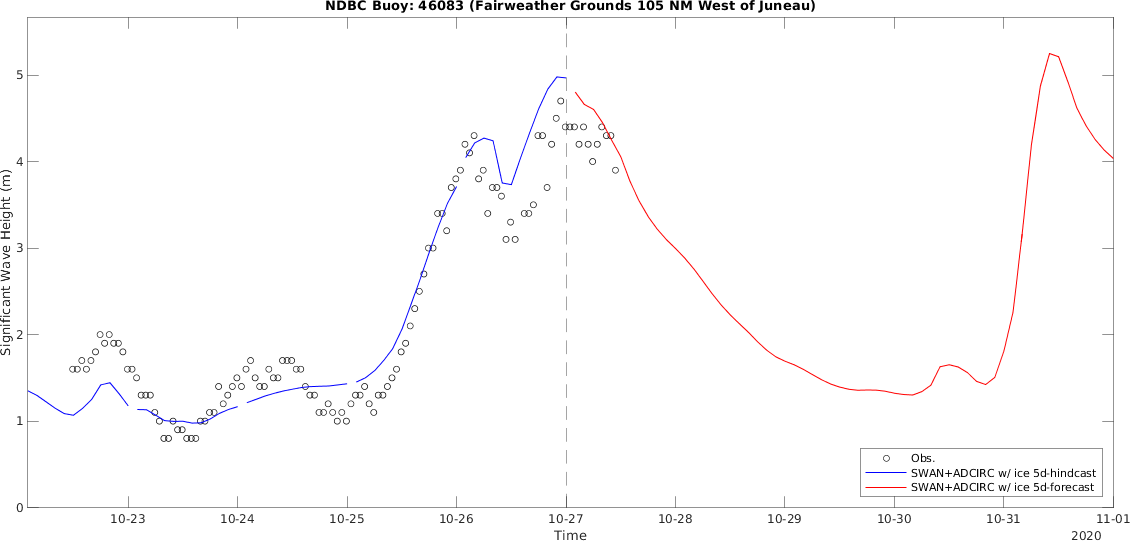 NDBC Buoy: 46083 (Fairweather Grounds 105 NM West of Juneau)
5
4
3
2
1
0
Significant Wave Height (m)
Obs.
SWAN+ADCIRC w/ ice 5d-hindcast
SWAN+ADCIRC w/ ice 5d-forecast
10-23 10-24 10-25 10-26 10-27 10-28 10-29 10-30 10-31 11-01
Time
2020